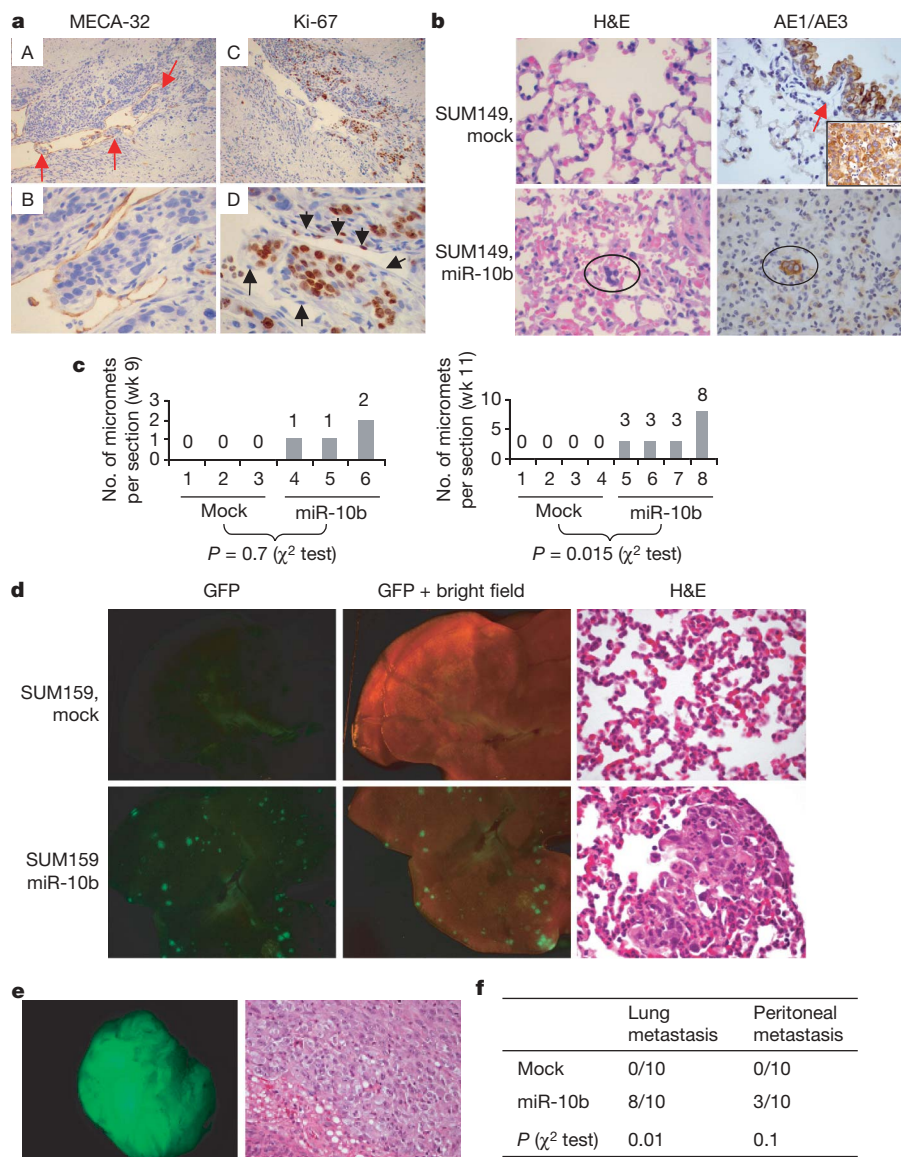 a
MECA-32
Ki-67
A
C
B
D
b
H&E
AE1/AE3
SUM149,
mock
SUM149,
miR-10b
c
No. of micromets
per section (wk 9)
3
2
1
0
0 0 0 1 1 2
1 2 3 4 5 6
Mock miR-10b
P = 0.7 (χ² test)
No. of micromets
per section (wk 11)
10
5
0
0 0 0 0 3 3 3 8
1 2 3 4 5 6 7 8
Mock miR-10b
P = 0.015 (χ² test)
d
GFP
GFP + bright field
H&E
SUM159,
mock
SUM159
miR-10b
e
f
Lung metastasis
Peritoneal metastasis
Mock 0/10 0/10
miR-10b 8/10 3/10
P (χ² test) 0.01 0.1